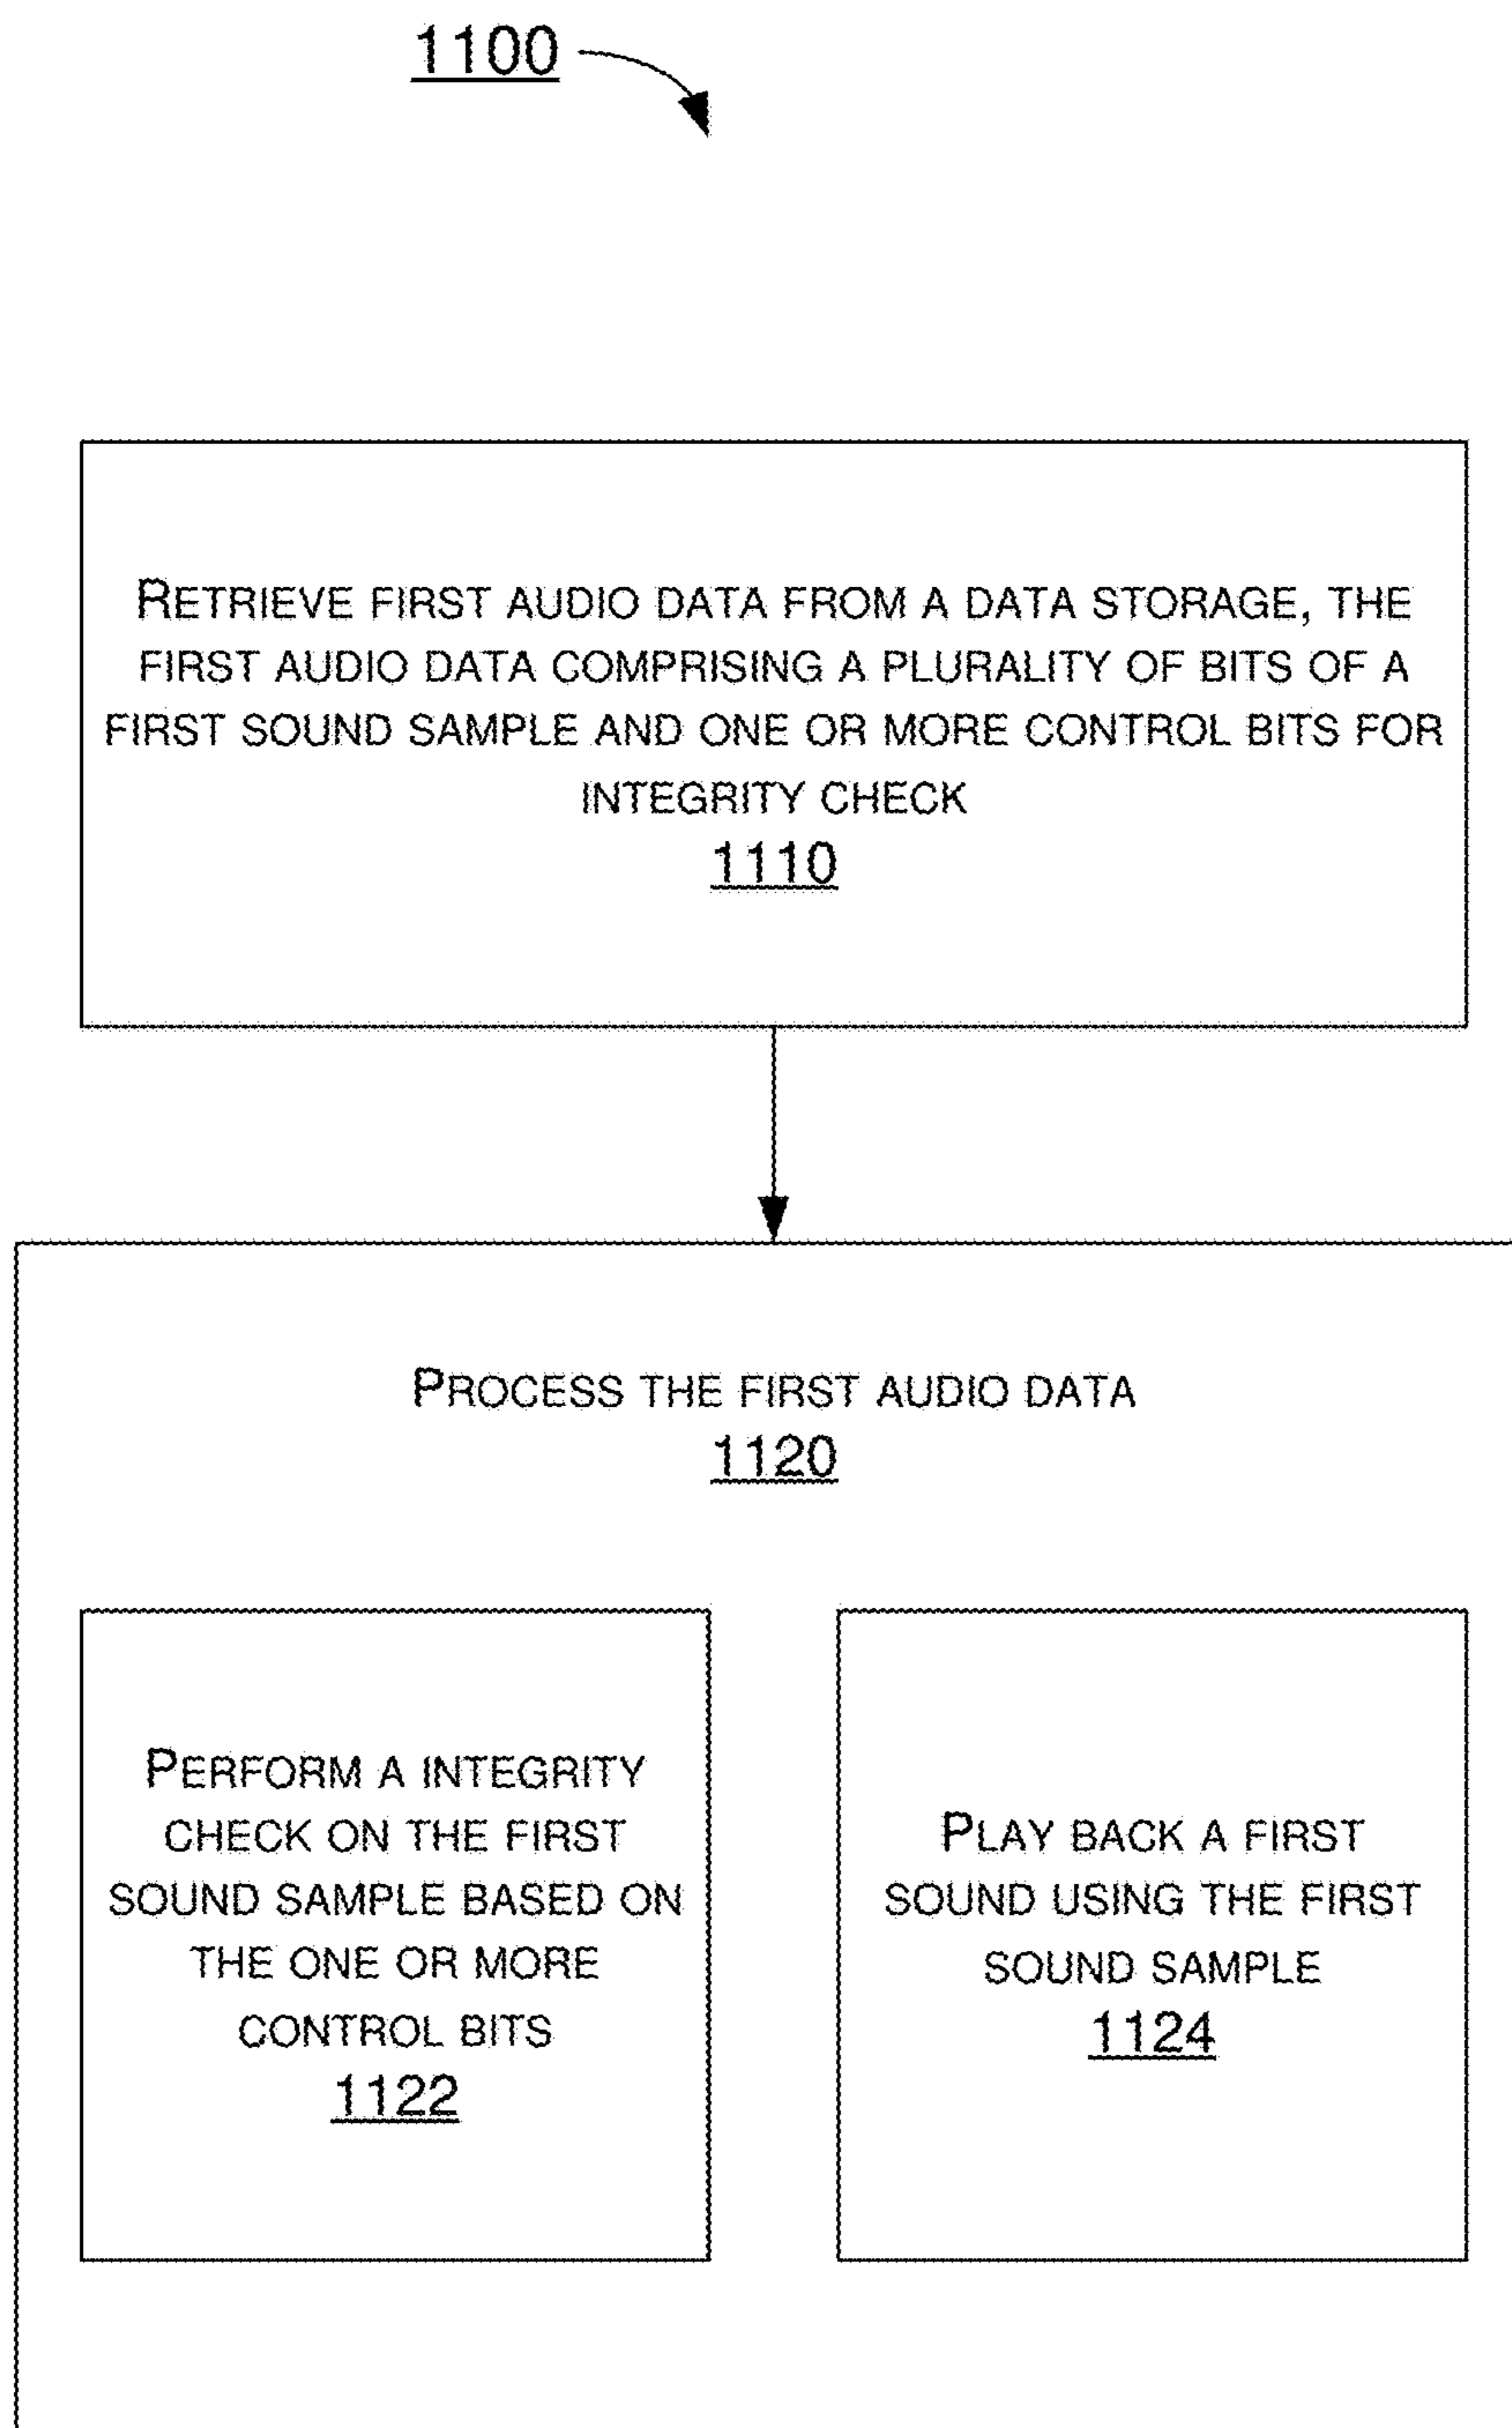 1100
RETRIEVE FIRST AUDIO DATA FROM A DATA STORAGE, THE
FIRST AUDIO DATA COMPRISING A PLURALITY OF BITS OF A
FIRST SOUND SAMPLE AND ONE OR MORE CONTROL BITS FOR
INTEGRITY CHECK
1110
PROCESS THE FIRST AUDIO DATA
1120
PERFORM A INTEGRITY
CHECK ON THE FIRST
SOUND SAMPLE BASED ON
THE ONE OR MORE
CONTROL BITS
1122
PLAY BACK A FIRST
SOUND USING THE FIRST
SOUND SAMPLE
1124